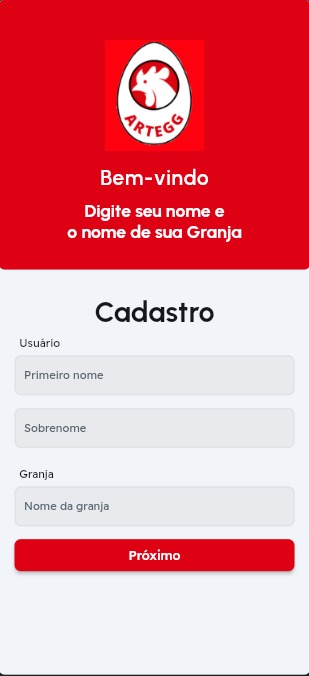 ARTEGG
Bem-vindo
Digite seu nome e
o nome de sua Granja
Cadastro
Usuário
Primeiro nome
Sobrenome
Granja
Nome da granja
Próximo